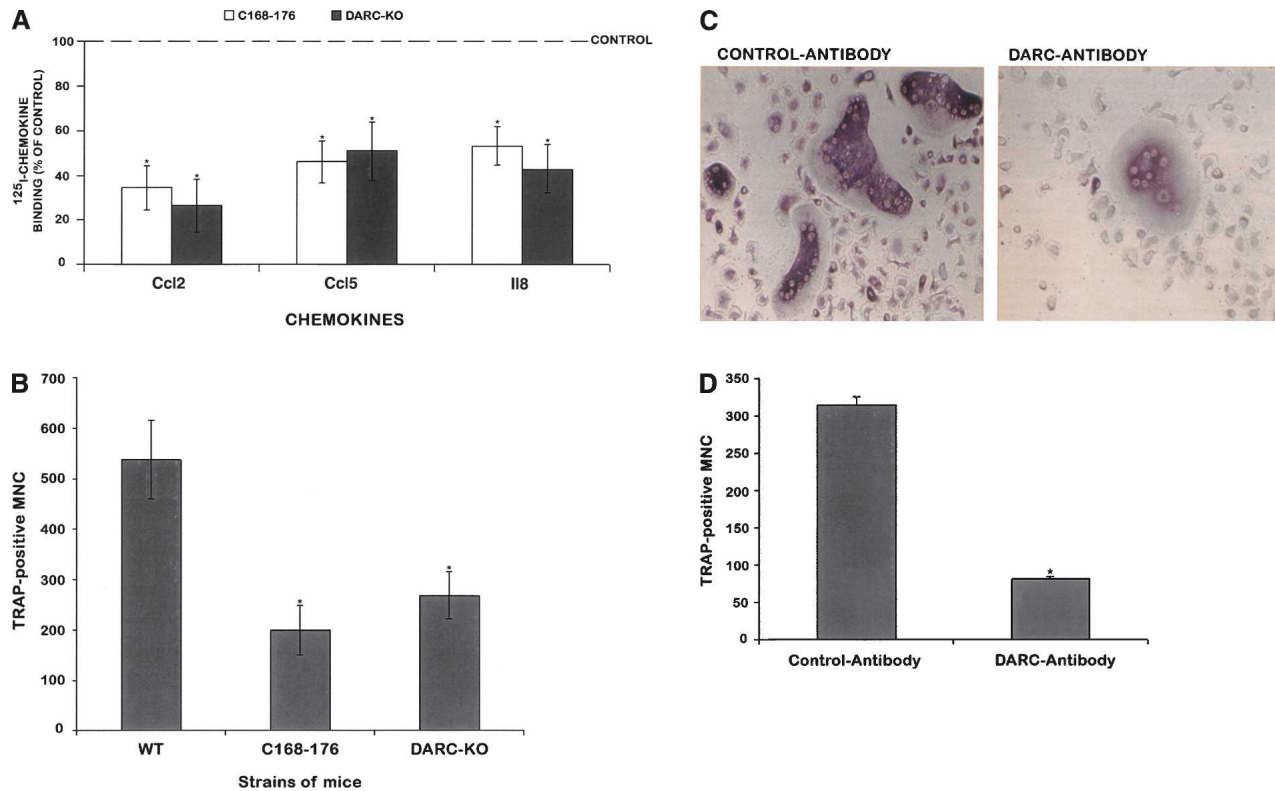 A
C168-176 DARC-KO
100
80
60
40
20
0
CONTROL
125I-CHEMOKINE
BINDING (% OF CONTROL)
* * * * * *
Ccl2 Ccl5 Il8
CHEMOKINES
B
700
600
500
400
300
200
100
0
TRAP-positive MNC
* *
WT C168-176 DARC-KO
Strains of mice
C
CONTROL-ANTIBODY DARC-ANTIBODY
D
350
300
250
200
150
100
50
0
TRAP-positive MNC
*
Control-Antibody DARC-Antibody